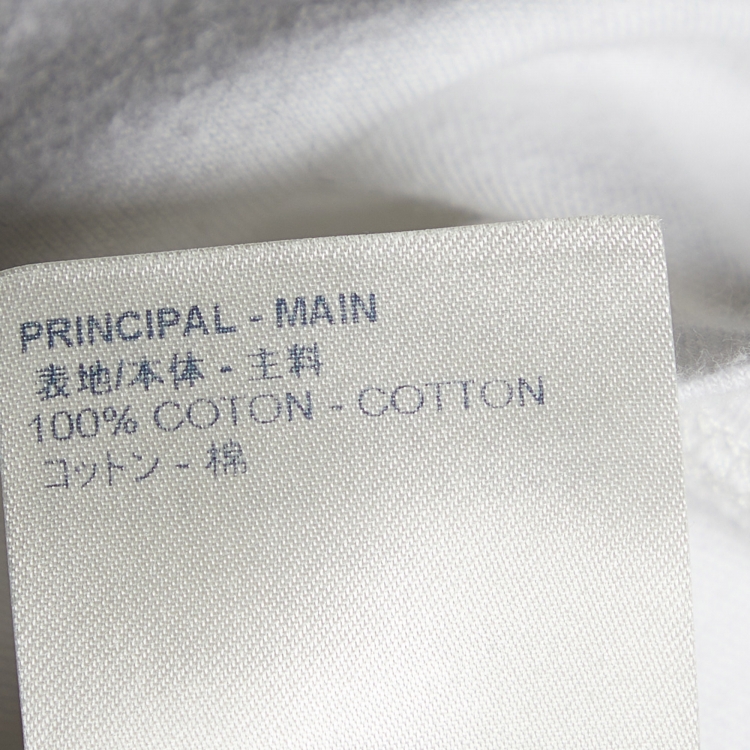 PRINCIPAL - MAIN
表地/本体 - 主料
100% COTON - COTTON
コットン - 棉